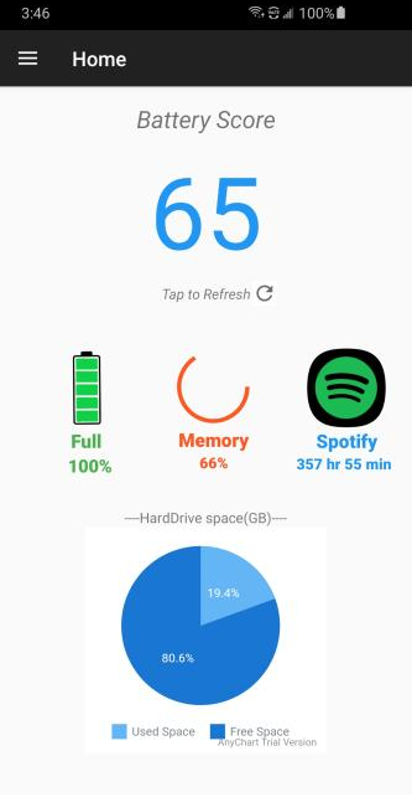 3:46 100%
Home
Battery Score
65
Tap to Refresh
Full Memory Spotify
100% 66% 357 hr 55 min
----HardDrive space(GB)----
19.4%
80.6%
Used Space Free Space
AnyChart Trial Version